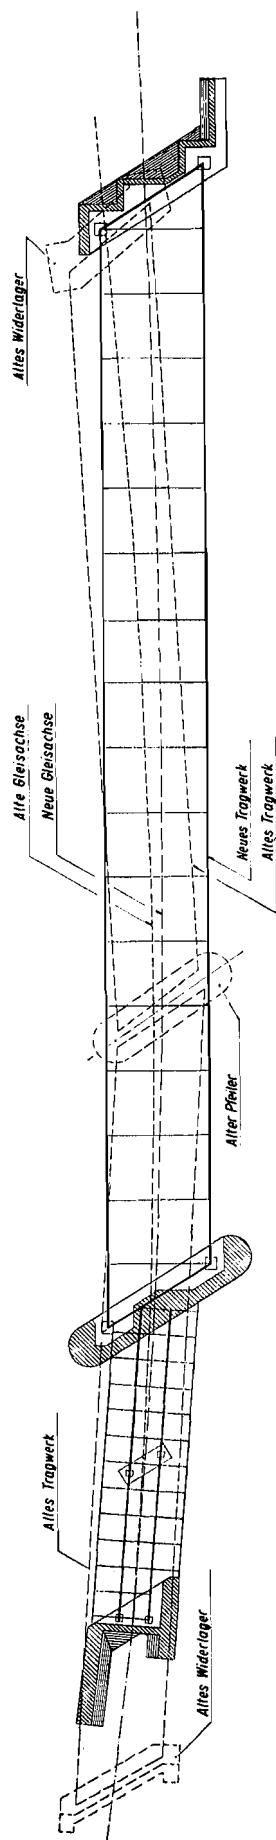 Altes Widerlager
Alte Gleisachse
Neue Gleisachse
Neues Tragwerk
Altes Tragwerk
Alter Pfeiler
Altes Tragwerk
Altes Widerlager